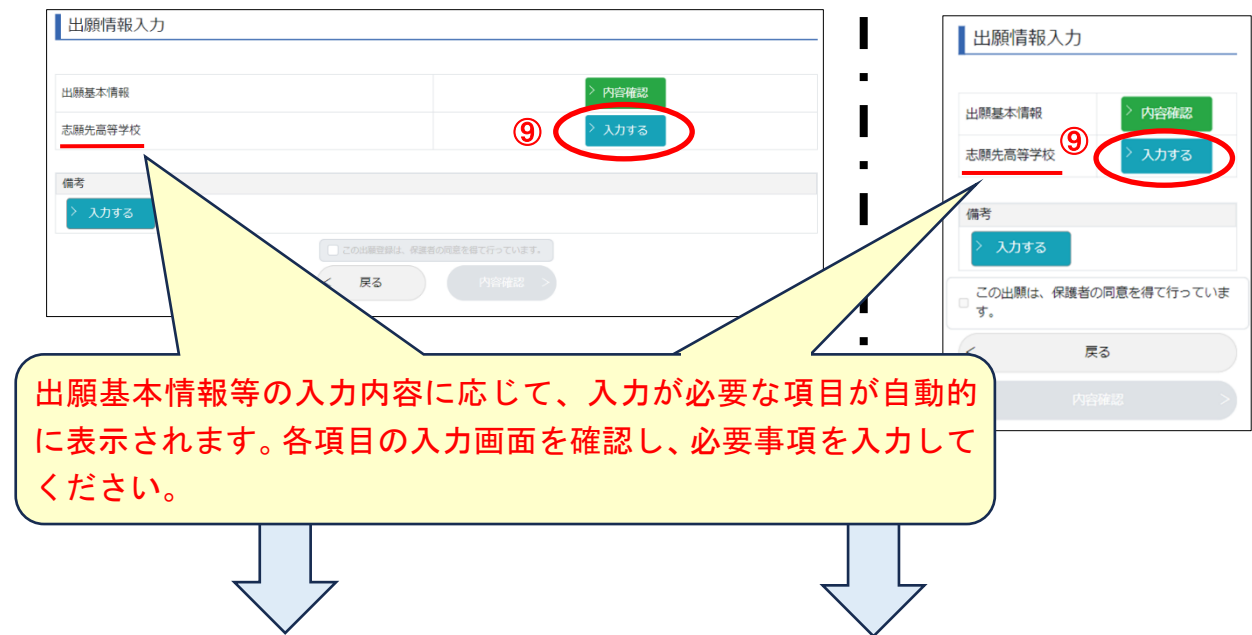 出願情報入力
出願基本情報
> 内容確認
志願先高等学校
⑨
> 入力する
備考
> 入力する
この出願登録は、保護者の同意を得て行っています。
< 戻る
内容確認 >
出願情報入力
出願基本情報
> 内容確認
志願先高等学校
⑨
> 入力する
備考
> 入力する
この出願は、保護者の同意を得て行っていま
す。
< 戻る
内容確認 >
出願基本情報等の入力内容に応じて、入力が必要な項目が自動的
に表示されます。各項目の入力画面を確認し、必要事項を入力して
ください。